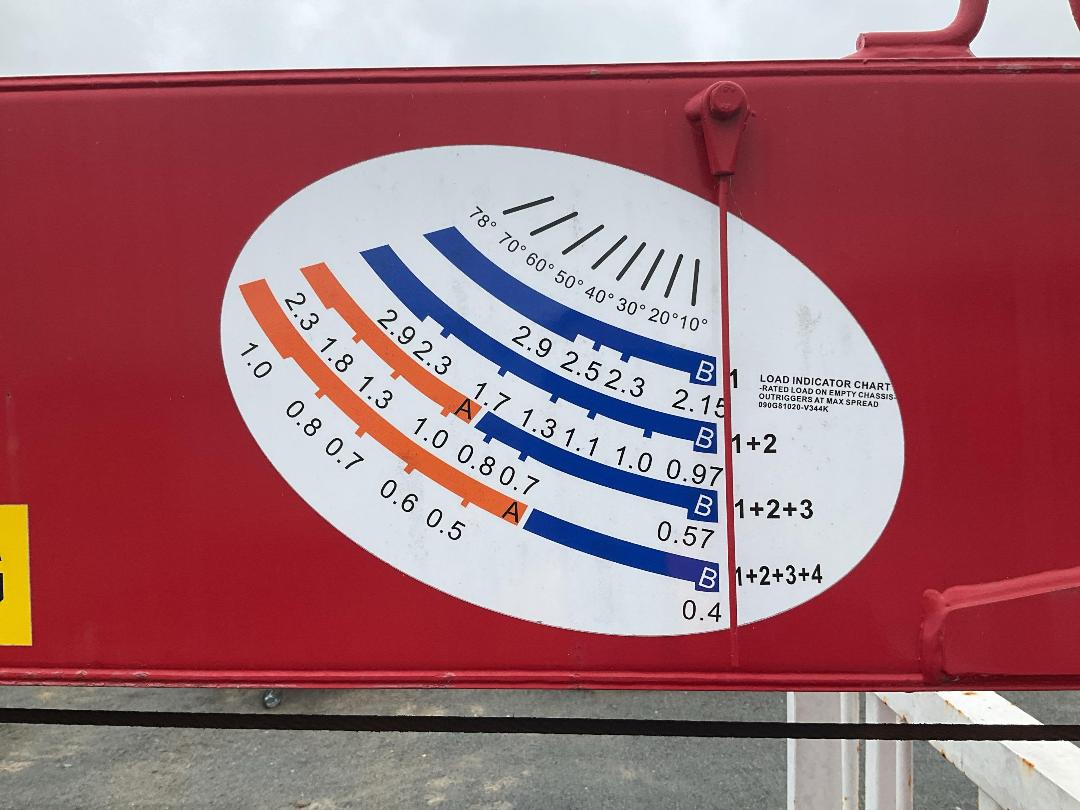 78° 70° 60° 50° 40° 30° 20° 10°
B 1
2.9 2.5 2.3 2.15
B 1+2
2.9 2.3 1.7 1.3 1.1 1.0 0.97
A B 1+2+3
2.3 1.8 1.3 1.0 0.8 0.7 0.57
A B 1+2+3+4
1.0 0.8 0.7 0.6 0.5 0.4
LOAD INDICATOR CHART
-RATED LOAD ON EMPTY CHASSIS-
OUTRIGGERS AT MAX SPREAD
090G81020-V344K